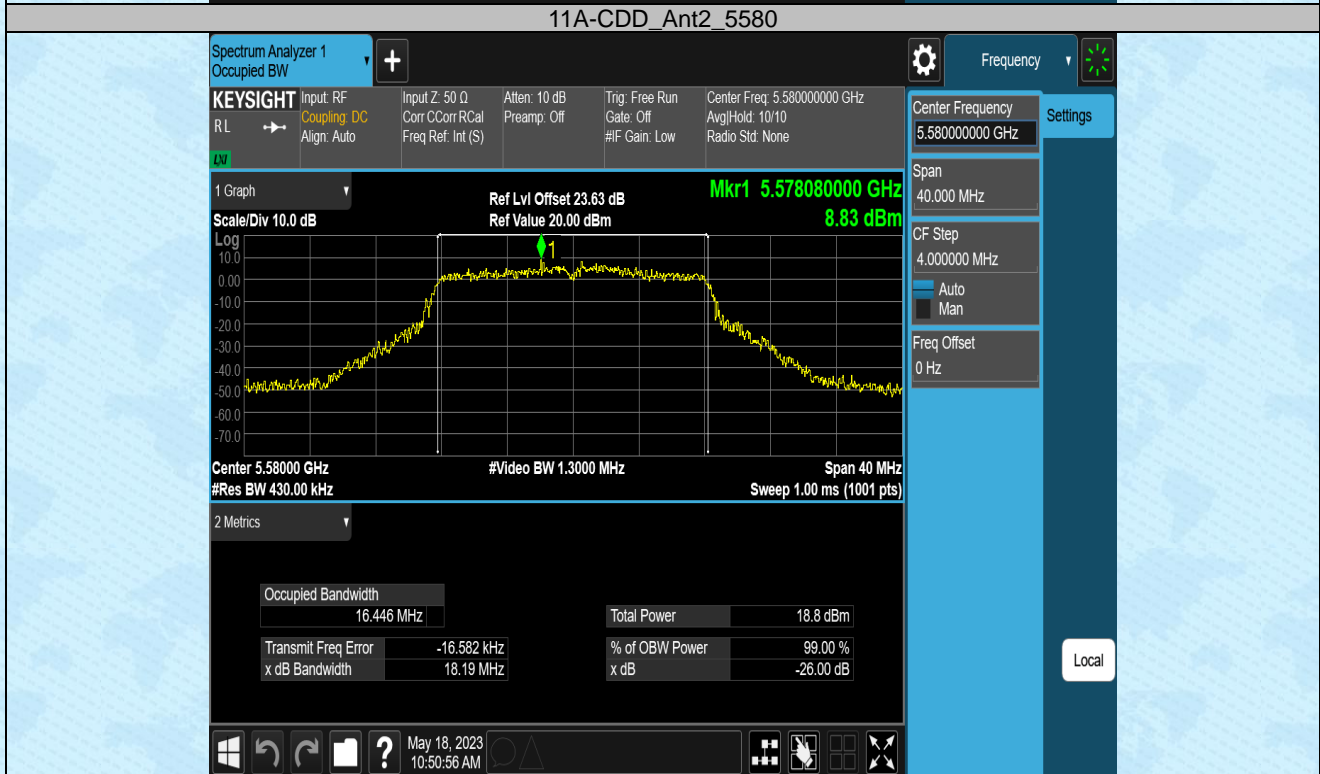 11A-CDD_Ant2_5580
Spectrum Analyzer 1
Occupied BW
Frequency
KEYSIGHT
RL
LXI
Input: RF
Coupling: DC
Align: Auto
Input Z: 50 Ω
Corr CCorr RCal
Freq Ref: Int (S)
Atten: 10 dB
Preamp: Off
Trig: Free Run
Gate: Off
#IF Gain: Low
Center Freq: 5.580000000 GHz
Avg|Hold: 10/10
Radio Std: None
Center Frequency
5.580000000 GHz
Settings
Span
40.000 MHz
CF Step
4.000000 MHz
Auto
Man
Freq Offset
0 Hz
1 Graph
Scale/Div 10.0 dB
Ref Lvl Offset 23.63 dB
Ref Value 20.00 dBm
Mkr1 5.578080000 GHz
8.83 dBm
Log
10.0
0.00
-10.0
-20.0
-30.0
-40.0
-50.0
-60.0
-70.0
1
Center 5.58000 GHz
#Video BW 1.3000 MHz
Span 40 MHz
#Res BW 430.00 kHz
Sweep 1.00 ms (1001 pts)
2 Metrics
Occupied Bandwidth
16.446 MHz
Total Power 18.8 dBm
Transmit Freq Error -16.582 kHz
% of OBW Power 99.00 %
x dB Bandwidth 18.19 MHz
x dB -26.00 dB
Local
?
May 18, 2023
10:50:56 AM